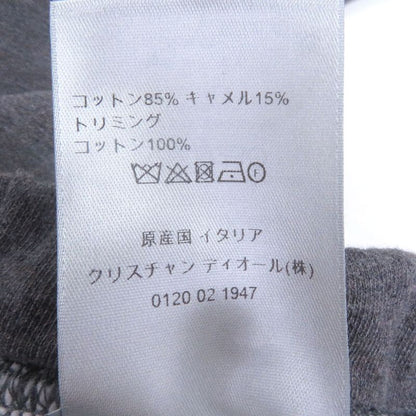 コットン85% キャメル15%
トリミング
コットン100%
F
原産国 イタリア
クリスチャン ディオール(株)
0120 02 1947